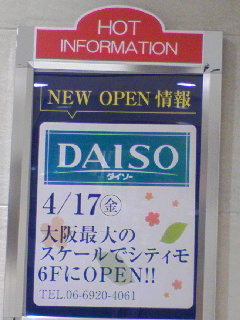 HOT
INFORMATION
NEW OPEN 情報
DAISO
ダイソー
4/17㊎
大阪最大の
スケールでシティモ
6FにOPEN!!
TEL.06-6920-4061